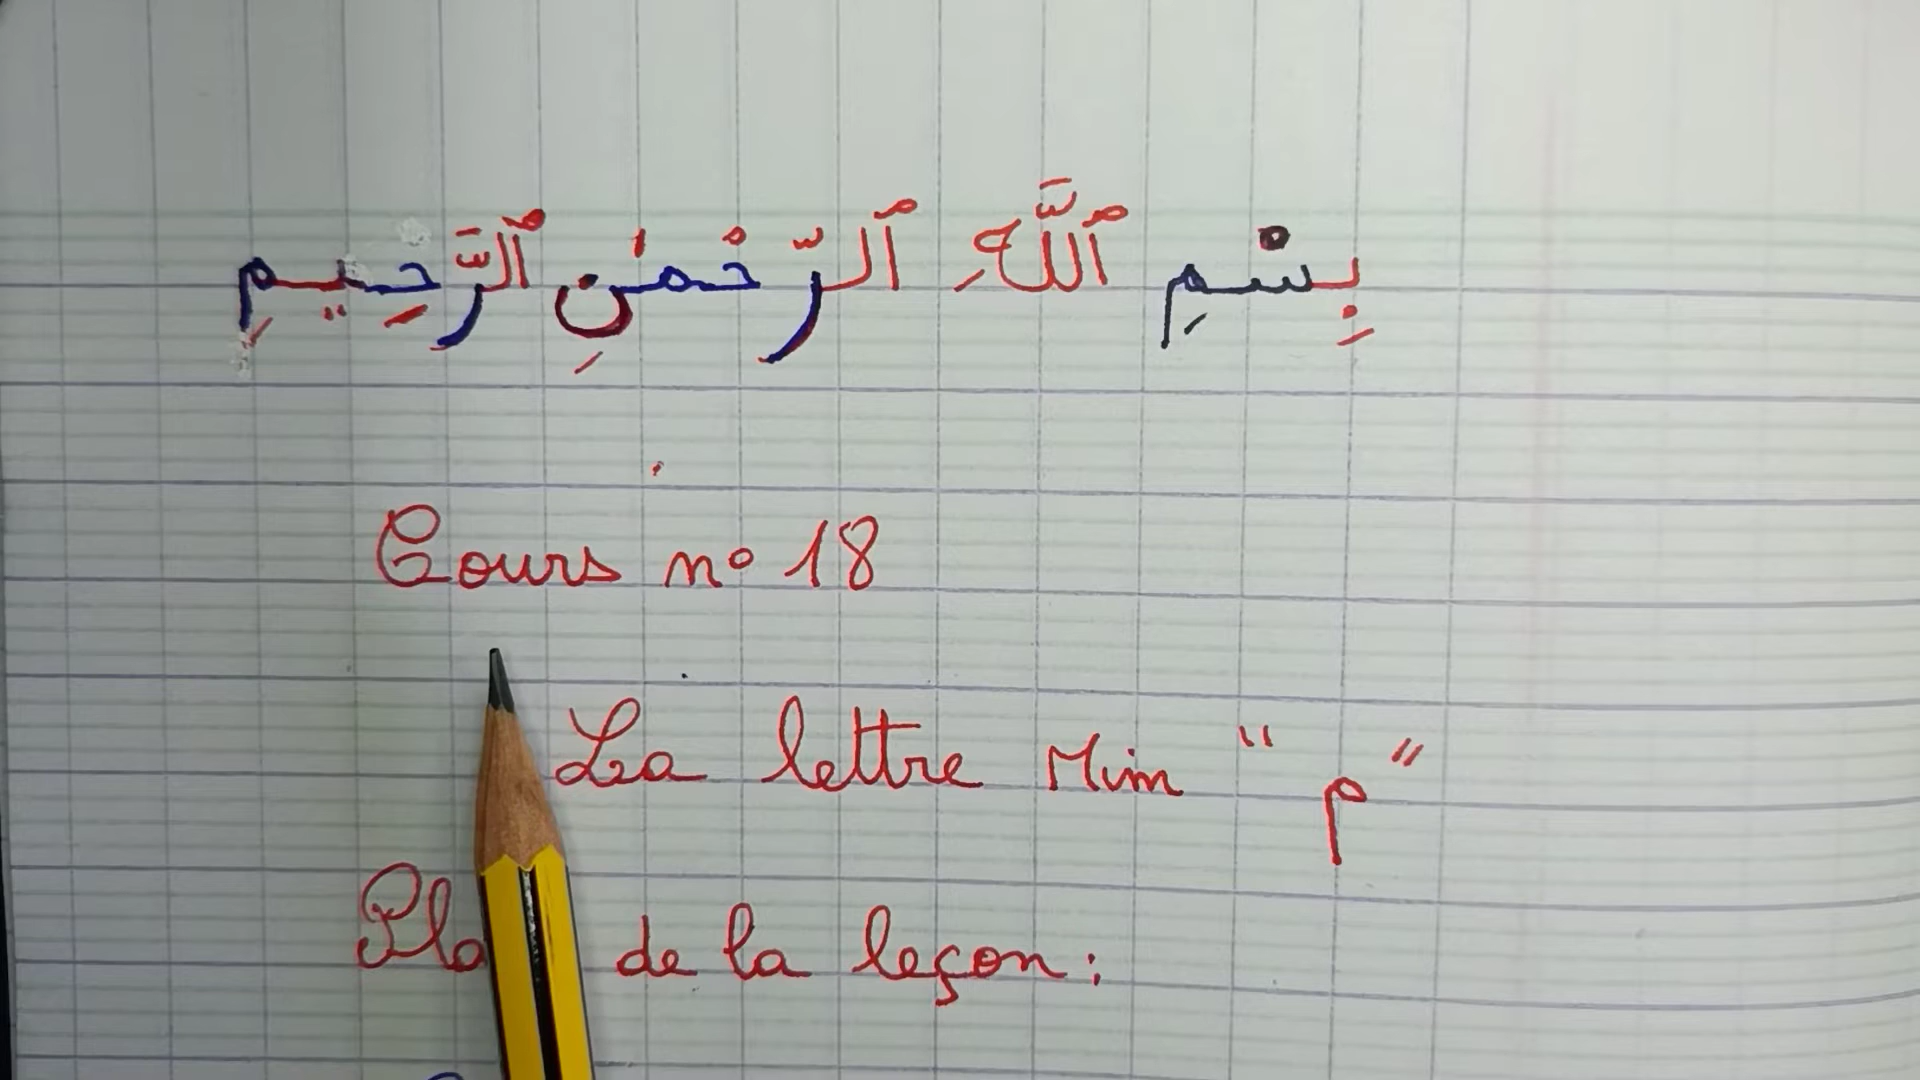 بِسْمِ ٱللَّهِ ٱلرّحْمٰنِ ٱلرَّحِيمِ
Cours n° 18
La lettre Mim " م "
de la leçon :